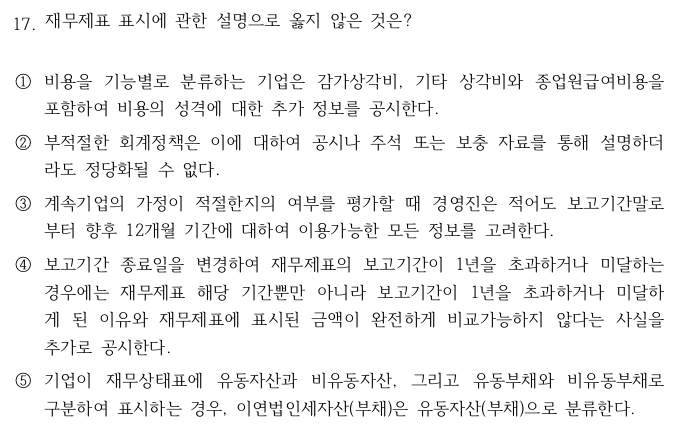 17. 재무제표 표시에 관한 설명으로 옳지 않은 것은?
① 비용을 기능별로 분류하는 기업은 감가상각비, 기타 상각비와 종업원급여비용을
포함하여 비용의 성격에 대한 추가 정보를 공시한다.
② 부적절한 회계정책은 이에 대하여 공시나 주석 또는 보충 자료를 통해 설명하더
라도 정당화될 수 없다.
③ 계속기업의 가정이 적절한지의 여부를 평가할 때 경영진은 적어도 보고기간말로
부터 향후 12개월 기간에 대하여 이용가능한 모든 정보를 고려한다.
④ 보고기간 종료일을 변경하여 재무제표의 보고기간이 1년을 초과하거나 미달하는
경우에는 재무제표 해당 기간뿐만 아니라 보고기간이 1년을 초과하거나 미달하
게 된 이유와 재무제표에 표시된 금액이 완전하게 비교가능하지 않다는 사실을
추가로 공시한다.
⑤ 기업이 재무상태표에 유동자산과 비유동자산, 그리고 유동부채와 비유동부채로
구분하여 표시하는 경우, 이연법인세자산(부채)은 유동자산(부채)으로 분류한다.